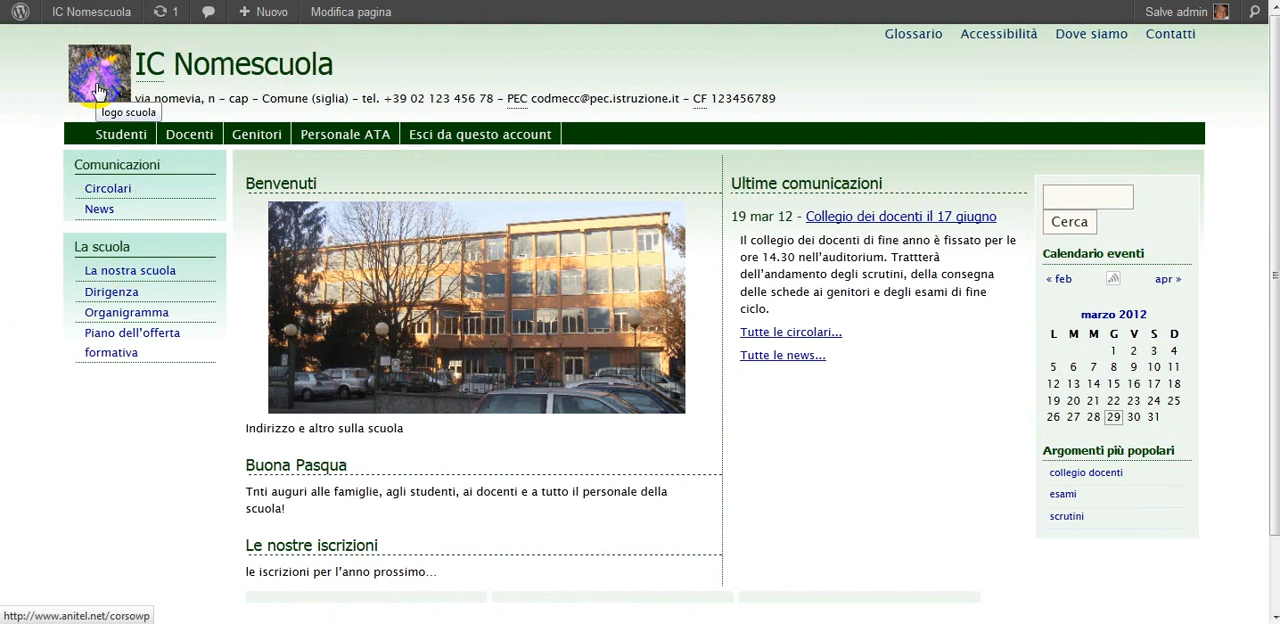 IC Nomescuola 1 Nuovo Modifica pagina Salve admin
Glossario Accessibilità Dove siamo Contatti
IC Nomescuola
via nomevia, n - cap - Comune (siglia) - tel. +39 02 123 456 78 - PEC codmecc@pec.istruzione.it - CF 123456789
logo scuola
Studenti Docenti Genitori Personale ATA Esci da questo account
Comunicazioni
Circolari
News
La scuola
La nostra scuola
Dirigenza
Organigramma
Piano dell'offerta
formativa
Benvenuti
Indirizzo e altro sulla scuola
Buona Pasqua
Tnti auguri alle famiglie, agli studenti, ai docenti e a tutto il personale della
scuola!
Le nostre iscrizioni
le iscrizioni per l'anno prossimo...
Ultime comunicazioni
19 mar 12 - Collegio dei docenti il 17 giugno
Il collegio dei docenti di fine anno è fissato per le
ore 14.30 nell'auditorium. Trattterà
dell'andamento degli scrutini, della consegna
delle schede ai genitori e degli esami di fine
ciclo.
Tutte le circolari...
Tutte le news...
Cerca
Calendario eventi
« feb apr »
marzo 2012
L M M G V S D
1 2 3 4
5 6 7 8 9 10 11
12 13 14 15 16 17 18
19 20 21 22 23 24 25
26 27 28 29 30 31
Argomenti più popolari
collegio docenti
esami
scrutini
http://www.anitel.net/corsowp